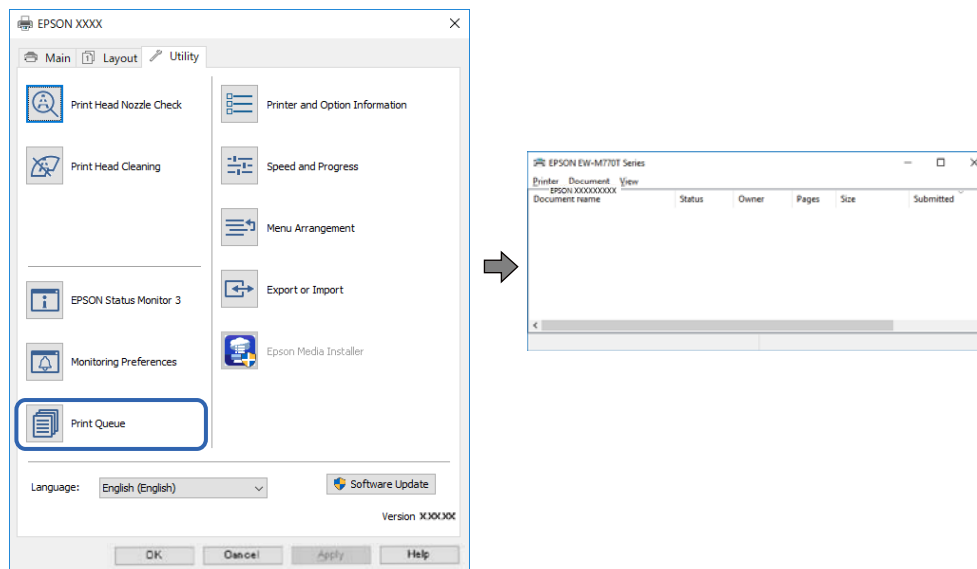 EPSON XXXX
Main Layout Utility
Print Head Nozzle Check
Print Head Cleaning
EPSON Status Monitor 3
Monitoring Preferences
Print Queue
Printer and Option Information
Speed and Progress
Menu Arrangement
Export or Import
Epson Media Installer
Language: English (English)
Software Update
Version X.XX.XX
OK Cancel Apply Help
EPSON EW-M770T Series
Printer Document View
EPSON XXXXXXXXX
Document Name Status Owner Pages Size Submitted